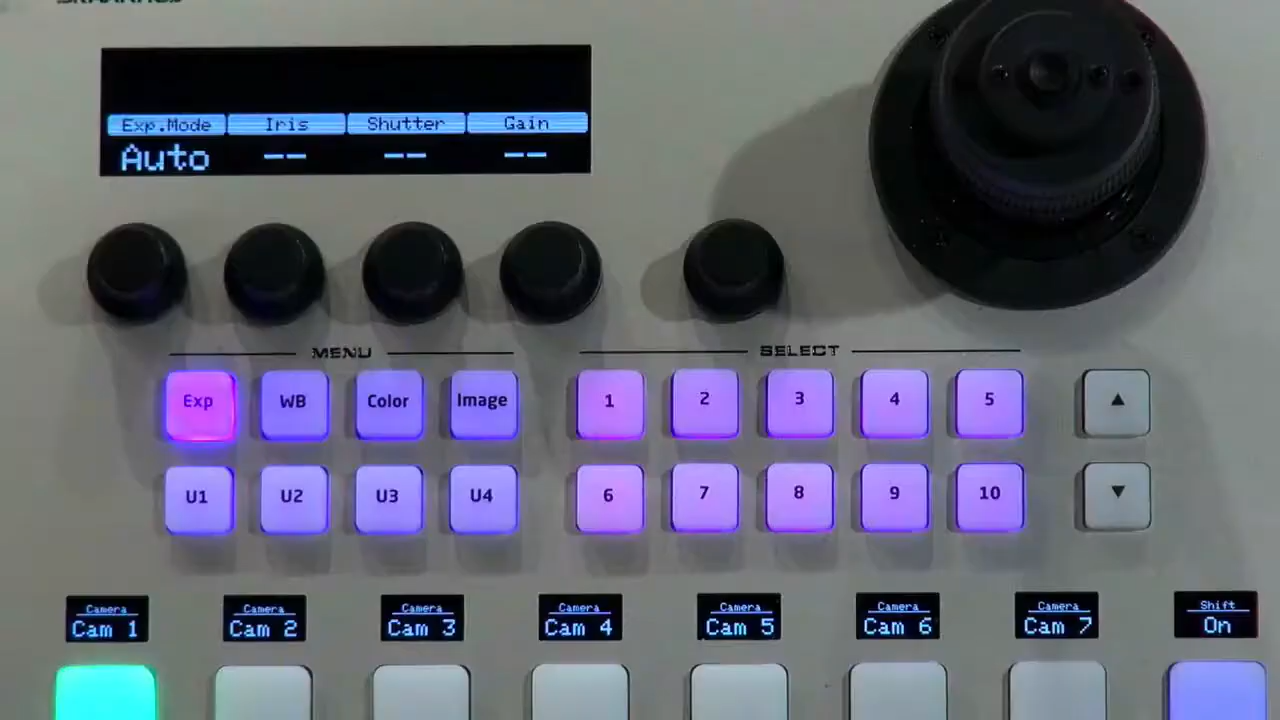 Exp.Mode Iris Shutter Gain
Auto -- -- --
MENU SELECT
Exp WB Color Image 1 2 3 4 5 ▲
U1 U2 U3 U4 6 7 8 9 10 ▼
Camera Camera Camera Camera Camera Camera Camera Shift
Cam 1 Cam 2 Cam 3 Cam 4 Cam 5 Cam 6 Cam 7 On